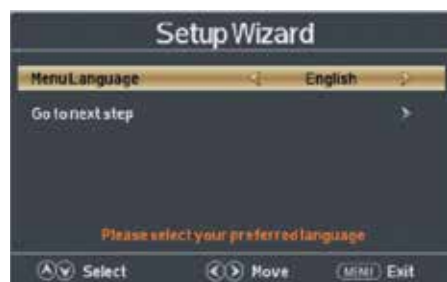 Setup Wizard
Menu Language English
Go to next step
Please select your preferred language
Select Move MENU Exit